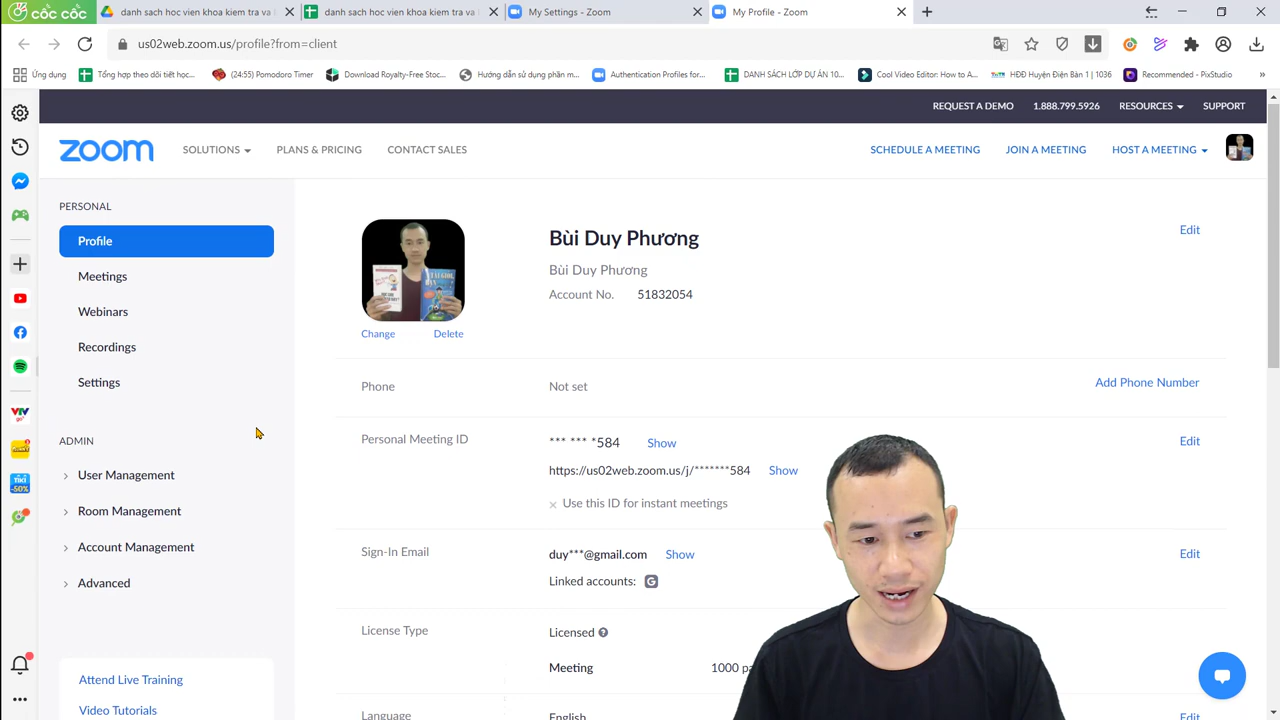 cốc cốc
danh sach hoc vien khoa kiem tra va
danh sach hoc vien khoa kiem tra va
My Settings - Zoom
My Profile - Zoom
us02web.zoom.us/profile?from=client
Ứng dụng
Tổng hợp theo dõi tiết học...
(24:55) Pomodoro Timer
Download Royalty-Free Stoc...
Hướng dẫn sử dụng phần m...
Authentication Profiles for...
DANH SÁCH LỚP DỰ ÁN 10...
Cool Video Editor: How to A...
HĐĐ Huyện Điện Bàn 1 | 1036
Recommended - PixStudio
REQUEST A DEMO
1.888.799.5926
RESOURCES
SUPPORT
zoom
SOLUTIONS
PLANS & PRICING
CONTACT SALES
SCHEDULE A MEETING
JOIN A MEETING
HOST A MEETING
PERSONAL
Profile
Meetings
Webinars
Recordings
Settings
ADMIN
User Management
Room Management
Account Management
Advanced
Attend Live Training
Video Tutorials
Change
Delete
Bùi Duy Phương
Edit
Bùi Duy Phương
Account No. 51832054
Phone
Not set
Add Phone Number
Personal Meeting ID
*** *** *584 Show
Edit
https://us02web.zoom.us/j/*******584 Show
× Use this ID for instant meetings
Sign-In Email
duy***@gmail.com Show
Edit
Linked accounts: G
License Type
Licensed ?
Meeting
1000
Language
English
Edit